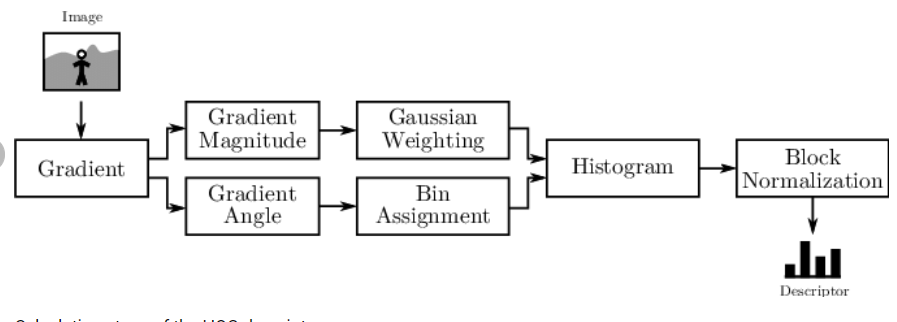 Image
Gradient
Magnitude
Gaussian
Weighting
Gradient
Histogram
Block
Normalization
Gradient
Angle
Bin
Assignment
Descriptor